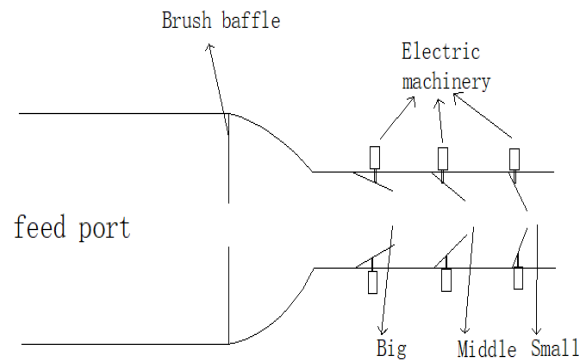 Brush baffle
Electric
machinery
feed port
Big
Middle
Small